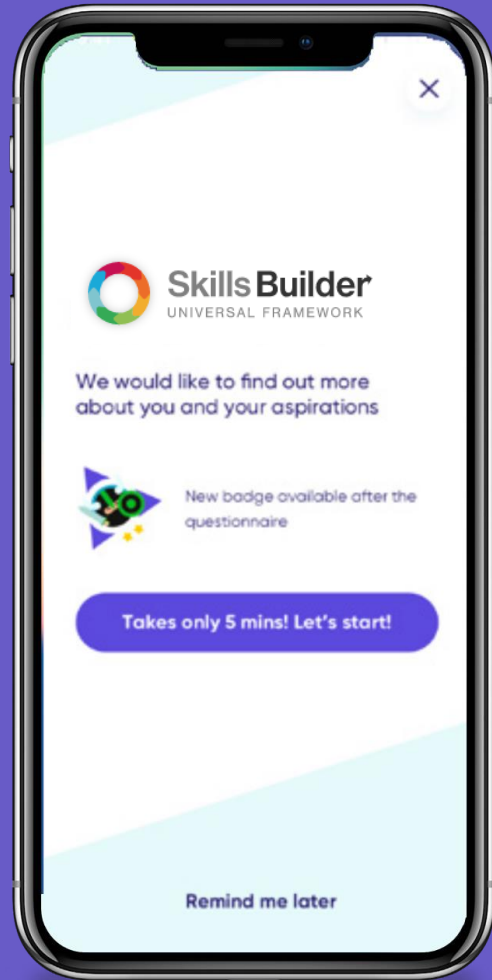 Skills Builder
UNIVERSAL FRAMEWORK
We would like to find out more
about you and your aspirations
New badge available after the
questionnaire
Takes only 5 mins! Let's start!
Remind me later